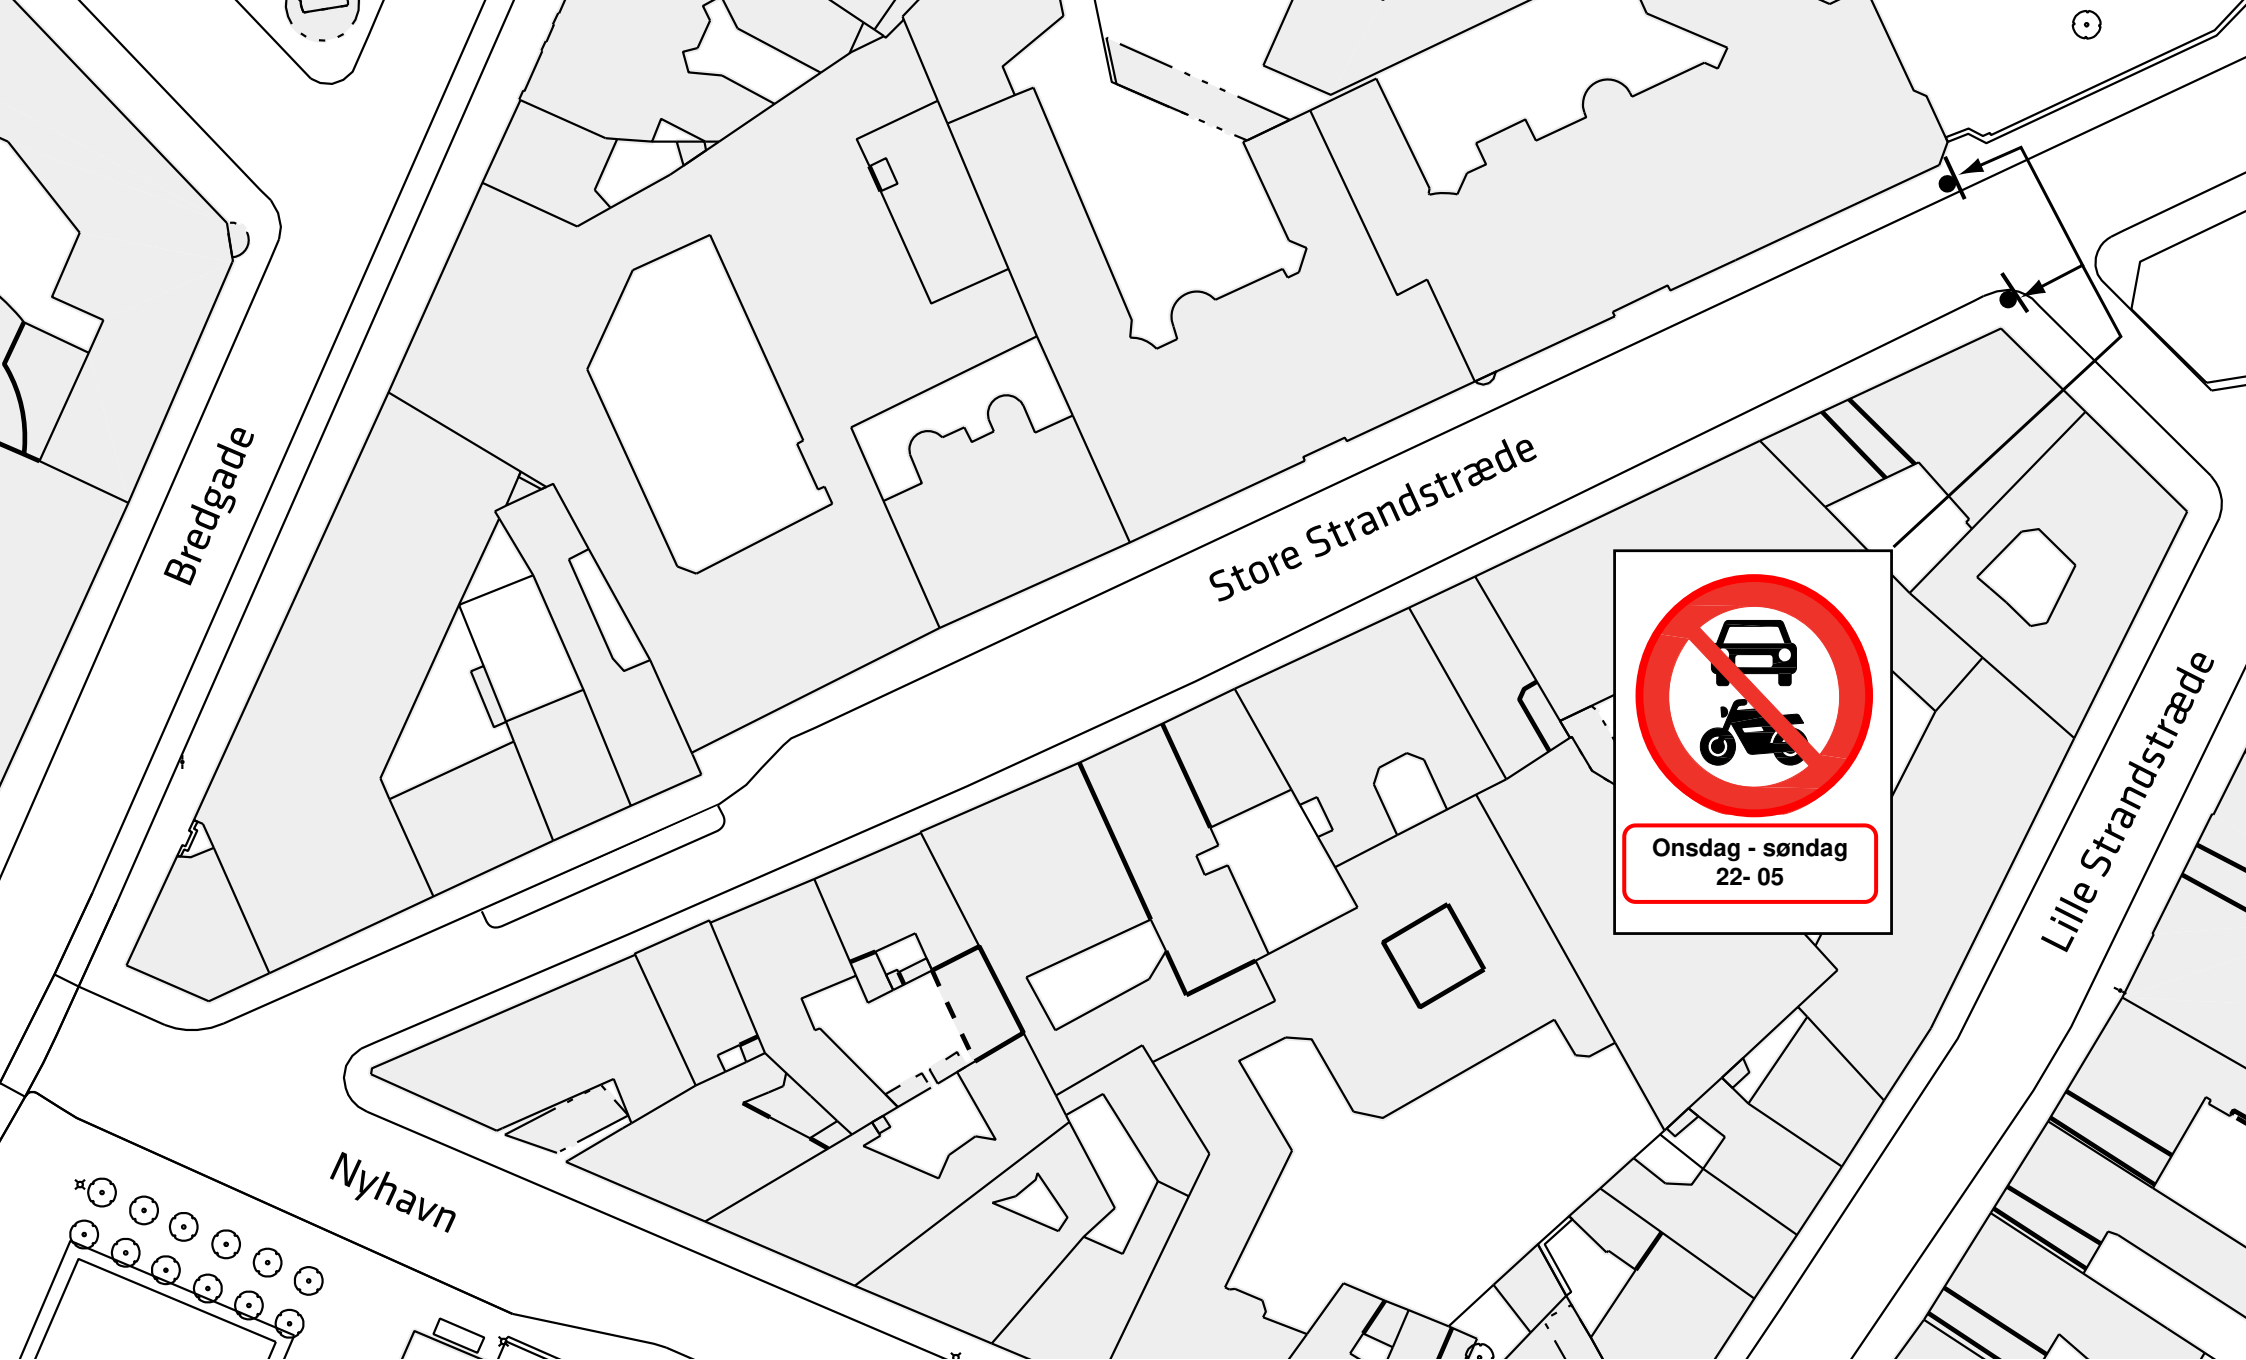 Bredgade
Store Strandstræde
Onsdag - søndag
22- 05
Lille Strandstræde
Nyhavn